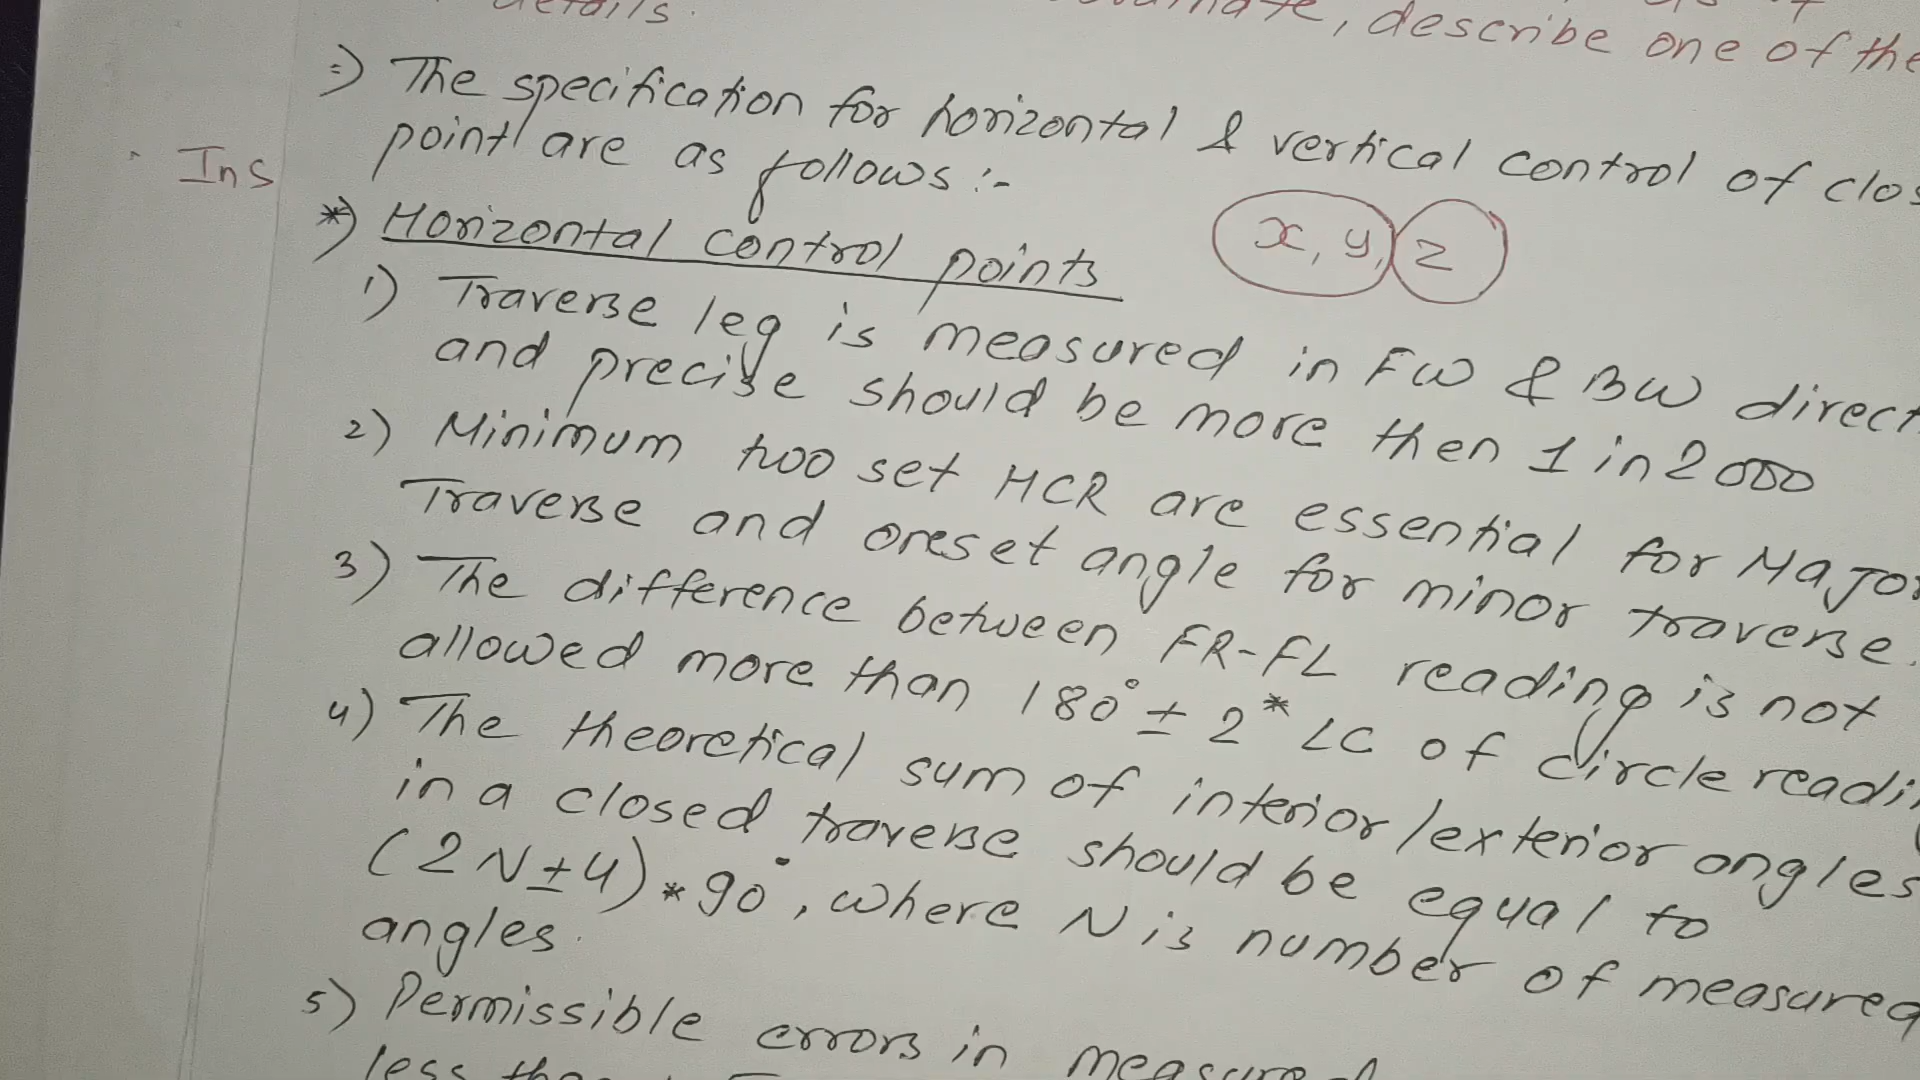 details.
, describe one of the
=) The specification for horizontal & vertical control of clos
point are as follows :-
Ins
*) Horizontal control points
x, y, z
1) Traverse leg is measured in FW & BW direct
and precise should be more then 1 in 2000
2) Minimum two set HCR are essential for Major
Traverse and oneset angle for minor traverse.
3) The difference between FR-FL reading is not
allowed more than 180° ± 2* LC of circle readi
4) The theoretical sum of interior/exterior angles
in a closed traverse should be equal to
(2N±4) * 90°, where N is number of measured
angles.
5) Permissible errors in
less